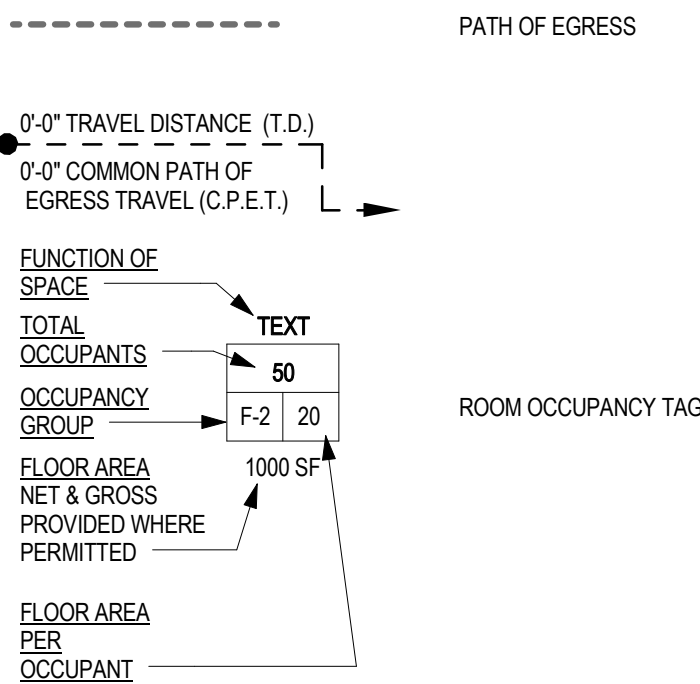 PATH OF EGRESS
0'-0" TRAVEL DISTANCE (T.D.)
0'-0" COMMON PATH OF
EGRESS TRAVEL (C.P.E.T.)
FUNCTION OF
SPACE
TEXT
TOTAL
OCCUPANTS
50
OCCUPANCY
GROUP
F-2 20
ROOM OCCUPANCY TAG
FLOOR AREA
NET & GROSS
PROVIDED WHERE
PERMITTED
1000 SF
FLOOR AREA
PER
OCCUPANT